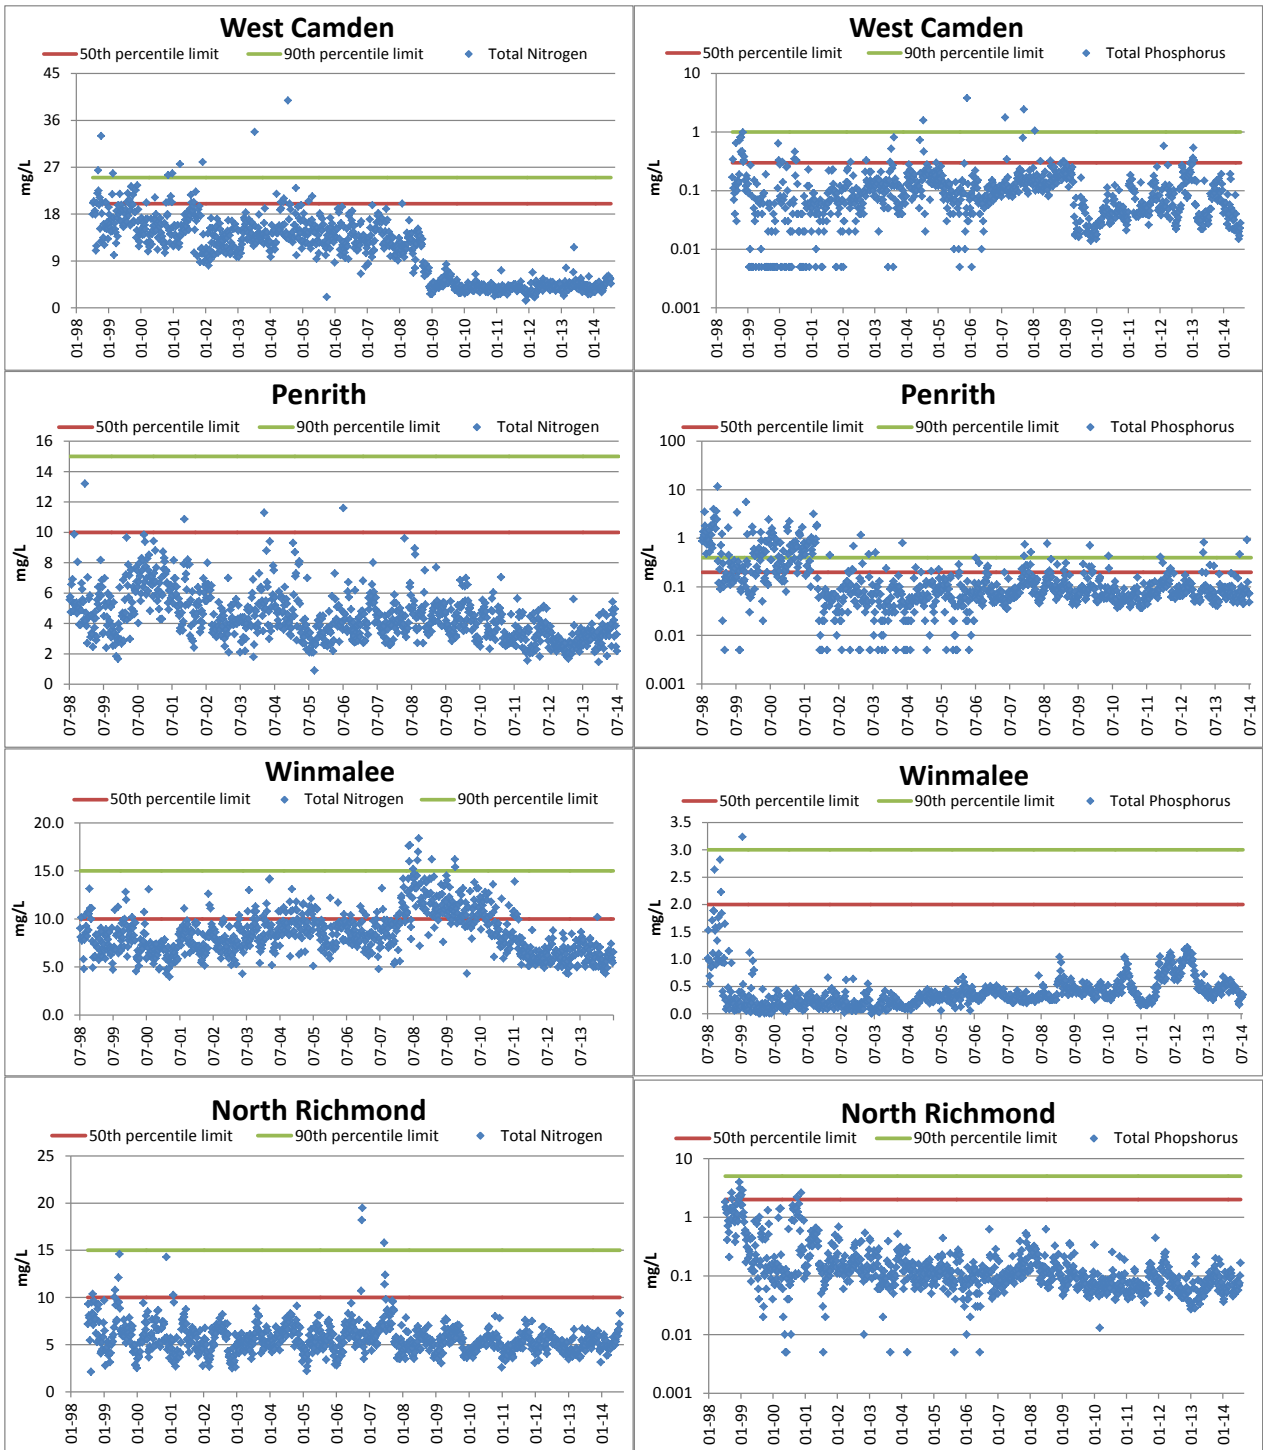 West Camden
50th percentile limit 90th percentile limit Total Nitrogen
45
36
27
18
9
0
mg/L
01-98 01-99 01-00 01-01 01-02 01-03 01-04 01-05 01-06 01-07 01-08 01-09 01-10 01-11 01-12 01-13 01-14
West Camden
50th percentile limit 90th percentile limit Total Phosphorus
10
1
0.1
0.01
0.001
mg/L
01-98 01-99 01-00 01-01 01-02 01-03 01-04 01-05 01-06 01-07 01-08 01-09 01-10 01-11 01-12 01-13 01-14
Penrith
50th percentile limit 90th percentile limit Total Nitrogen
16
14
12
10
8
6
4
2
0
mg/L
07-98 07-99 07-00 07-01 07-02 07-03 07-04 07-05 07-06 07-07 07-08 07-09 07-10 07-11 07-12 07-13 07-14
Penrith
50th percentile limit 90th percentile limit Total Phosphorus
100
10
1
0.1
0.01
0.001
mg/L
07-98 07-99 07-00 07-01 07-02 07-03 07-04 07-05 07-06 07-07 07-08 07-09 07-10 07-11 07-12 07-13 07-14
Winmalee
50th percentile limit Total Nitrogen 90th percentile limit
20.0
15.0
10.0
5.0
0.0
mg/L
07-98 07-99 07-00 07-01 07-02 07-03 07-04 07-05 07-06 07-07 07-08 07-09 07-10 07-11 07-12 07-13
Winmalee
50th percentile limit 90th percentile limit Total Phosphorus
3.5
3.0
2.5
2.0
1.5
1.0
0.5
0.0
mg/L
07-98 07-99 07-00 07-01 07-02 07-03 07-04 07-05 07-06 07-07 07-08 07-09 07-10 07-11 07-12 07-13 07-14
North Richmond
50th percentile limit 90th percentile limit Total Nitrogen
25
20
15
10
5
0
mg/L
01-98 01-99 01-00 01-01 01-02 01-03 01-04 01-05 01-06 01-07 01-08 01-09 01-10 01-11 01-12 01-13 01-14
North Richmond
50th percentile limit 90th percentile limit Total Phopshorus
10
1
0.1
0.01
0.001
mg/L
01-98 01-99 01-00 01-01 01-02 01-03 01-04 01-05 01-06 01-07 01-08 01-09 01-10 01-11 01-12 01-13 01-14